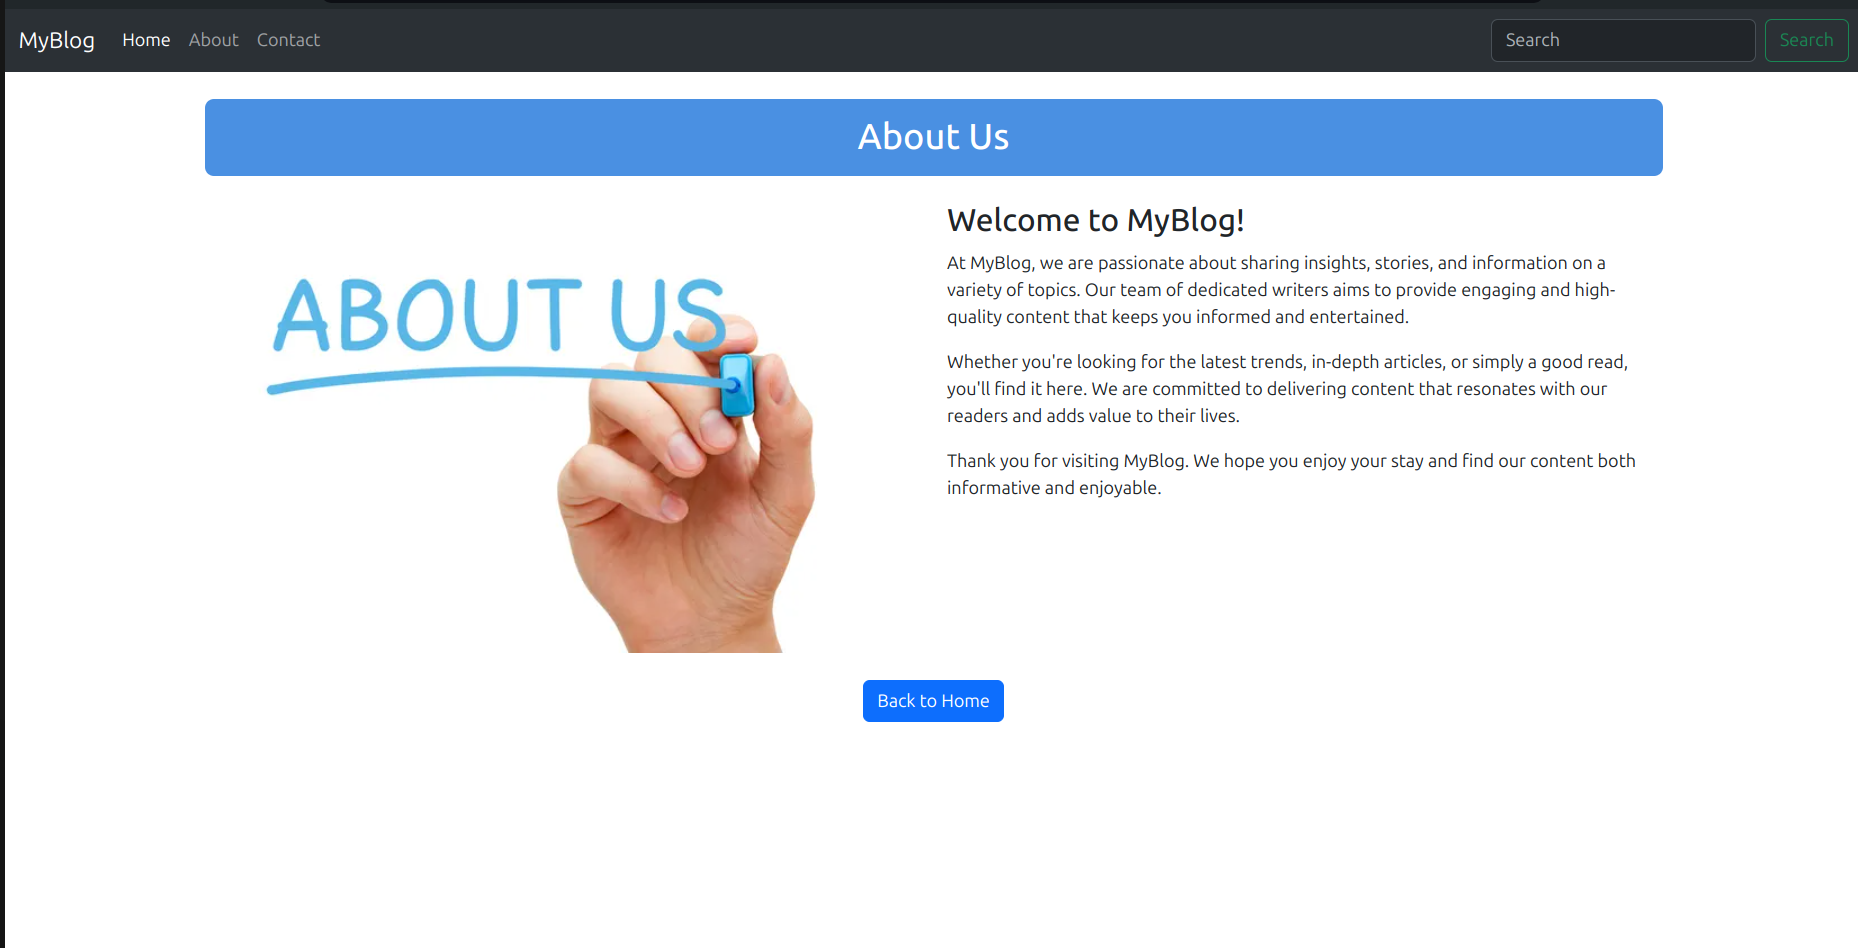 MyBlog Home About Contact Search Search
About Us
ABOUT US
Welcome to MyBlog!
At MyBlog, we are passionate about sharing insights, stories, and information on a
variety of topics. Our team of dedicated writers aims to provide engaging and high-
quality content that keeps you informed and entertained.
Whether you're looking for the latest trends, in-depth articles, or simply a good read,
you'll find it here. We are committed to delivering content that resonates with our
readers and adds value to their lives.
Thank you for visiting MyBlog. We hope you enjoy your stay and find our content both
informative and enjoyable.
Back to Home